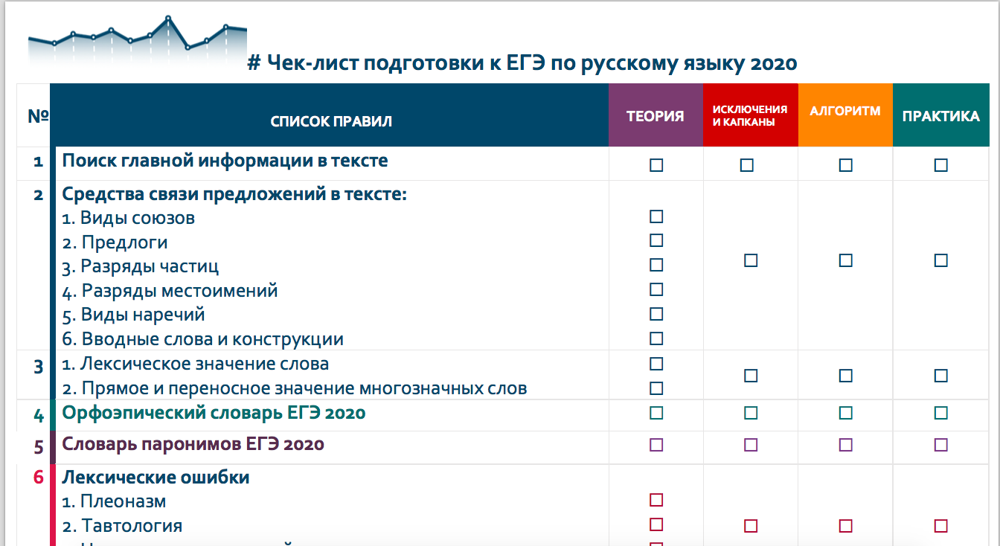 # Чек-лист подготовки к ЕГЭ по русскому языку 2020
№ СПИСОК ПРАВИЛ ТЕОРИЯ ИСКЛЮЧЕНИЯ И КАПКАНЫ АЛГОРИТМ ПРАКТИКА
1 Поиск главной информации в тексте ☐ ☐ ☐ ☐
2 Средства связи предложений в тексте:
1. Виды союзов ☐
2. Предлоги ☐
3. Разряды частиц ☐ ☐ ☐ ☐
4. Разряды местоимений ☐
5. Виды наречий ☐
6. Вводные слова и конструкции ☐
3 1. Лексическое значение слова ☐ ☐ ☐ ☐
2. Прямое и переносное значение многозначных слов ☐
4 Орфоэпический словарь ЕГЭ 2020 ☐ ☐ ☐ ☐
5 Словарь паронимов ЕГЭ 2020 ☐ ☐ ☐ ☐
6 Лексические ошибки
1. Плеоназм ☐
2. Тавтология ☐ ☐ ☐ ☐